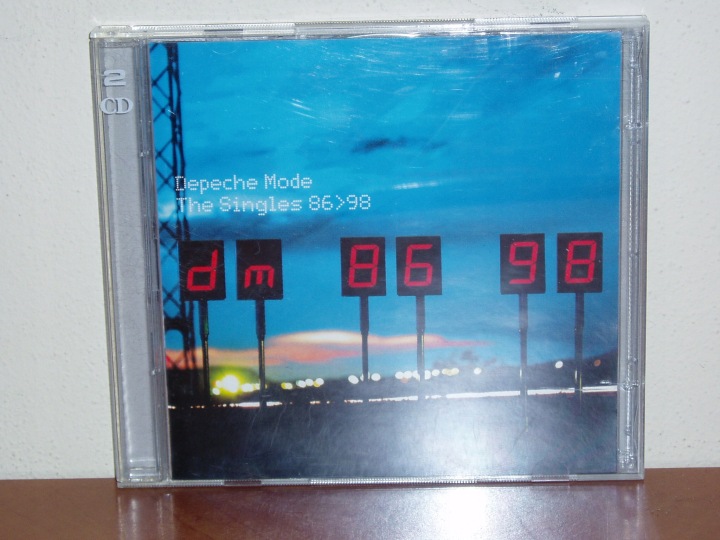 2
CD
Depeche Mode
The Singles 86>98
dm 86 98